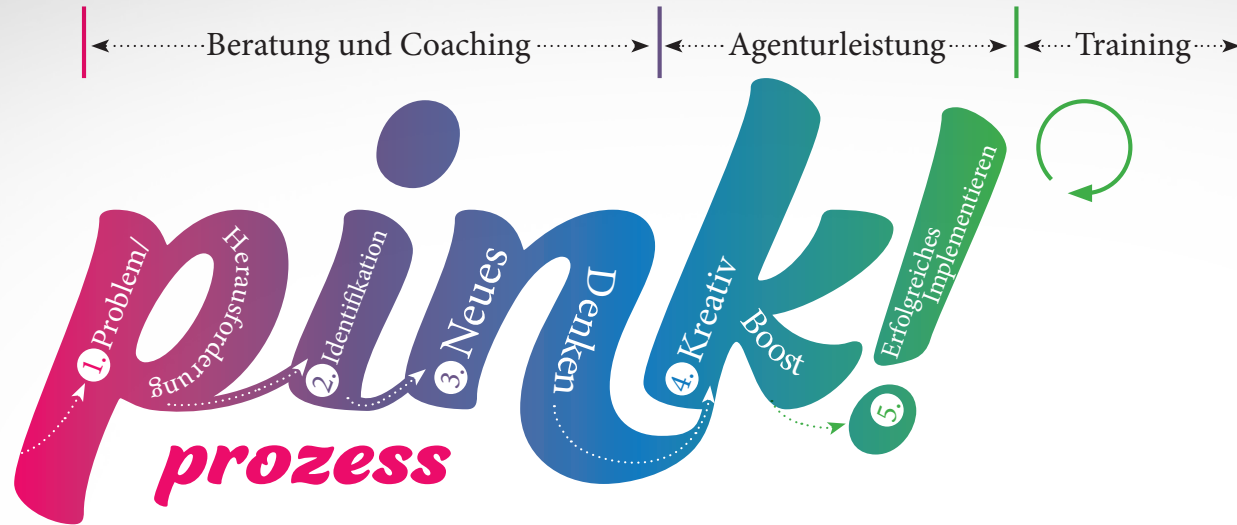 Beratung und Coaching
Agenturleistung
Training
pink!
1. Problem/
Herausforderung
2. Identifikation
3. Neues
Denken
4. Kreativ
Boost
5.
Erfolgreiches
Implementieren
prozess